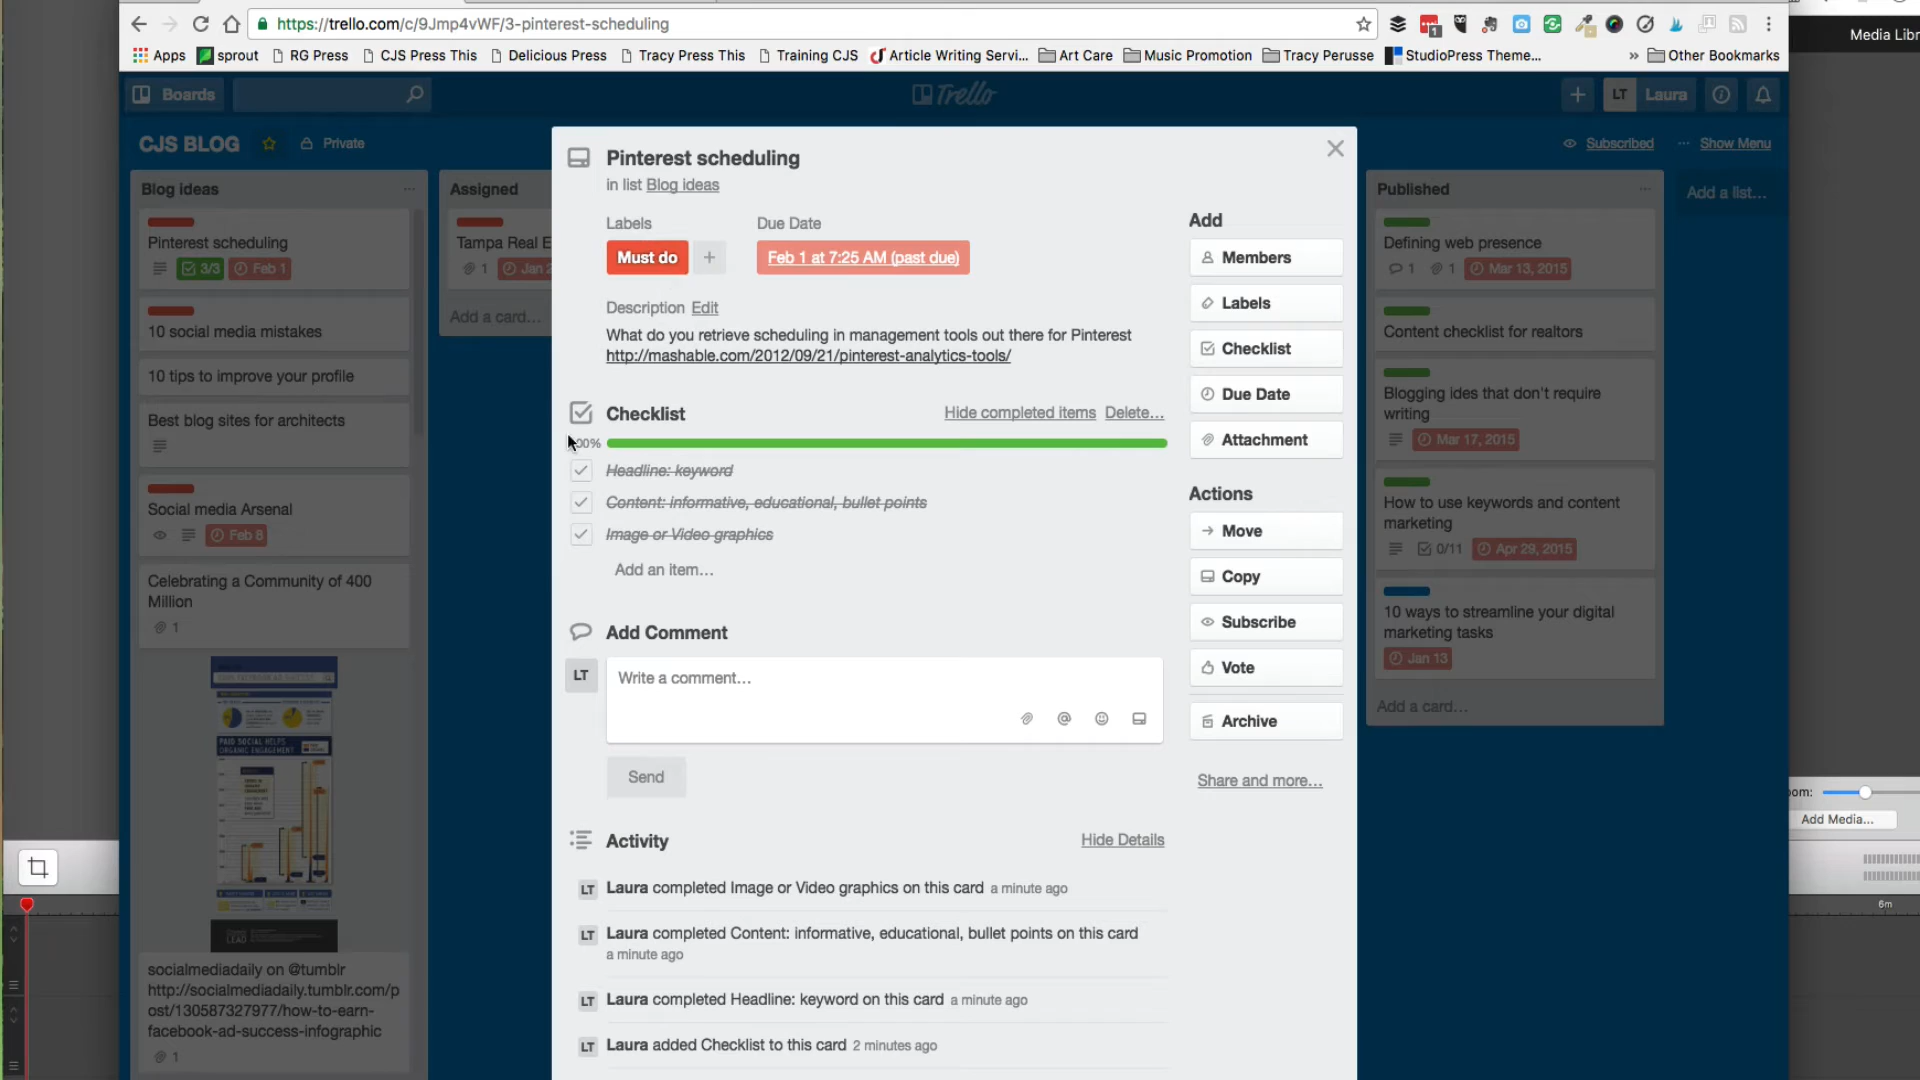 https://trello.com/c/9Jmp4vWF/3-pinterest-scheduling
Media Libr
1
Apps
sprout
RG Press
CJS Press This
Delicious Press
Tracy Press This
Training CJS
Article Writing Servi...
Art Care
Music Promotion
Tracy Perusse
StudioPress Theme...
» Other Bookmarks
Boards
Trello
+
LT Laura
CJS BLOG
Private
Subscribed
... Show Menu
Blog ideas ...
Pinterest scheduling
3/3 Feb 1
10 social media mistakes
10 tips to improve your profile
Best blog sites for architects
Social media Arsenal
Feb 8
Celebrating a Community of 400
Million
1
PAID SOCIAL HELPS
ORGANIC ENGAGEMENT
LEAD
socialmediadaily on @tumblr
http://socialmediadaily.tumblr.com/p
ost/130587327977/how-to-earn-
facebook-ad-success-infographic
1
Assigned
Tampa Real E
1 Jan 2
Add a card...
Pinterest scheduling
in list Blog ideas
Labels
Due Date
Must do +
Feb 1 at 7:25 AM (past due)
Description Edit
What do you retrieve scheduling in management tools out there for Pinterest
http://mashable.com/2012/09/21/pinterest-analytics-tools/
Checklist
Hide completed items Delete...
00%
Headline: keyword
Content: informative, educational, bullet points
Image or Video graphics
Add an item...
Add Comment
LT
Write a comment...
@
Send
Activity
Hide Details
LT Laura completed Image or Video graphics on this card a minute ago
LT Laura completed Content: informative, educational, bullet points on this card
a minute ago
LT Laura completed Headline: keyword on this card a minute ago
LT Laura added Checklist to this card 2 minutes ago
Add
Members
Labels
Checklist
Due Date
Attachment
Actions
Move
Copy
Subscribe
Vote
Archive
Share and more...
Published ...
Defining web presence
1 1 Mar 13, 2015
Content checklist for realtors
Blogging ides that don't require
writing
Mar 17, 2015
How to use keywords and content
marketing
0/11 Apr 29, 2015
10 ways to streamline your digital
marketing tasks
Jan 13
Add a card...
Add a list...
oom:
Add Media...
6m